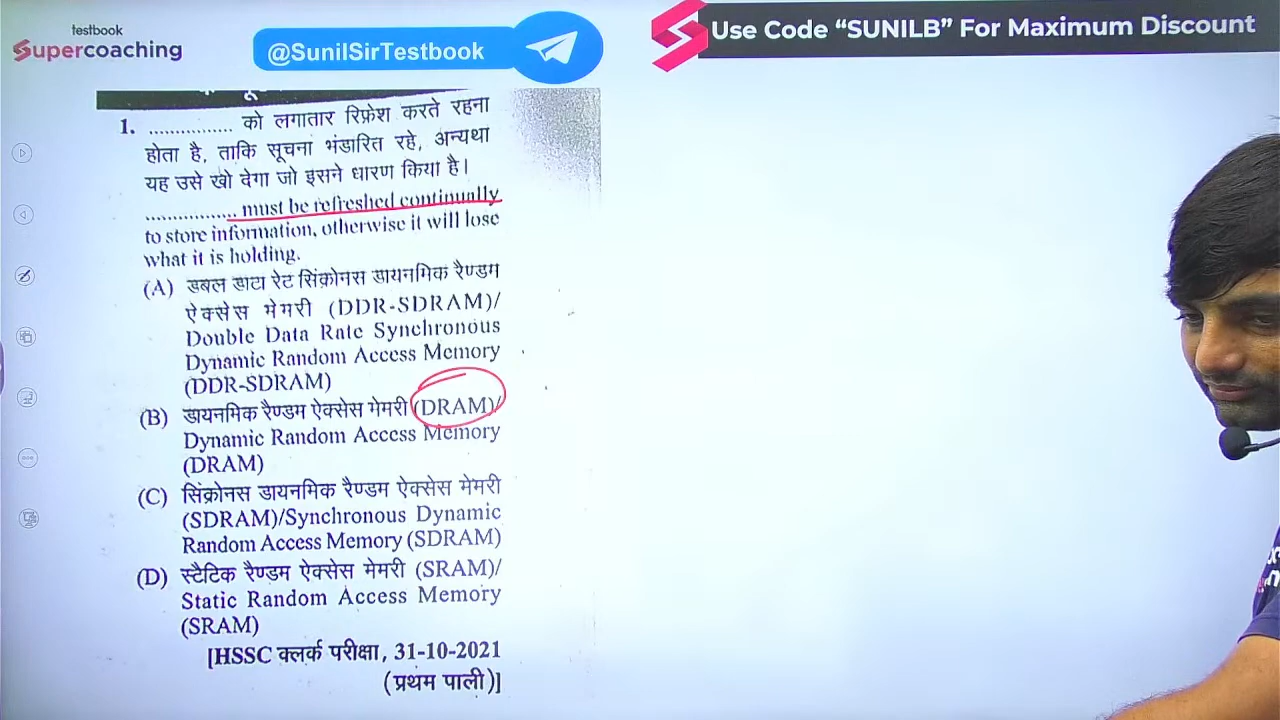 testbook
Supercoaching
@SunilSirTestbook
Use Code “SUNILB” For Maximum Discount
1. ................ को लगातार रिफ्रेश करते रहना
होता है, ताकि सूचना भंडारित रहे, अन्यथा
यह उसे खो देगा जो इसने धारण किया है।
................. must be refreshed continually
to store information, otherwise it will lose
what it is holding.
(A) डबल डाटा रेट सिंक्रोनस डायनमिक रैण्डम
ऐक्सेस मेमरी (DDR-SDRAM)/
Double Data Rate Synchronous
Dynamic Random Access Memory
(DDR-SDRAM)
(B) डायनमिक रैण्डम ऐक्सेस मेमरी (DRAM)/
Dynamic Random Access Memory
(DRAM)
(C) सिंक्रोनस डायनमिक रैण्डम ऐक्सेस मेमरी
(SDRAM)/Synchronous Dynamic
Random Access Memory (SDRAM)
(D) स्टैटिक रैण्डम ऐक्सेस मेमरी (SRAM)/
Static Random Access Memory
(SRAM)
[HSSC क्लर्क परीक्षा, 31-10-2021
(प्रथम पाली)]